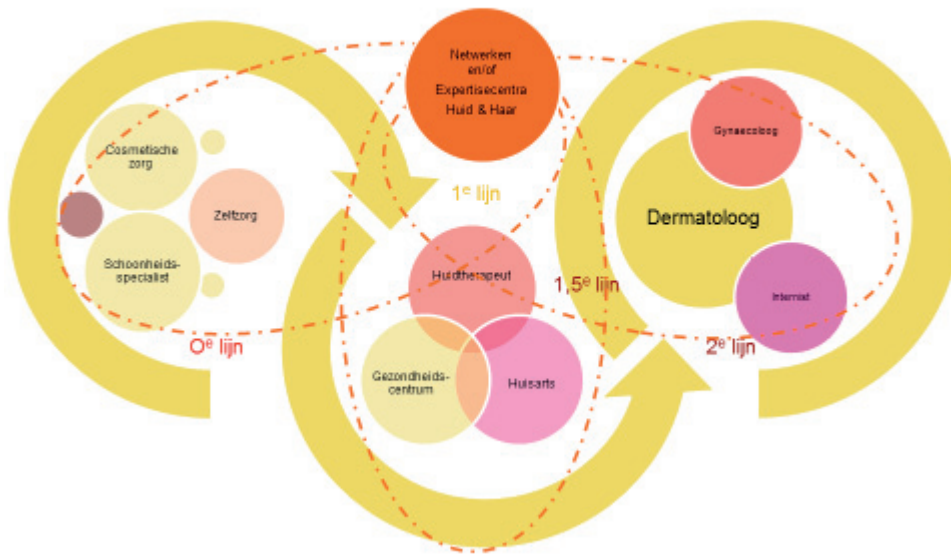 Netwerken
en/of
Expertisecentra
Huid & Haar
Cosmetische
zorg
Zelfzorg
Schoonheids-
specialist
0e lijn
1e lijn
Huidtherapeut
Gezondheids-
centrum
Huisarts
1,5e lijn
Gynaecoloog
Dermatoloog
Internist
2e lijn